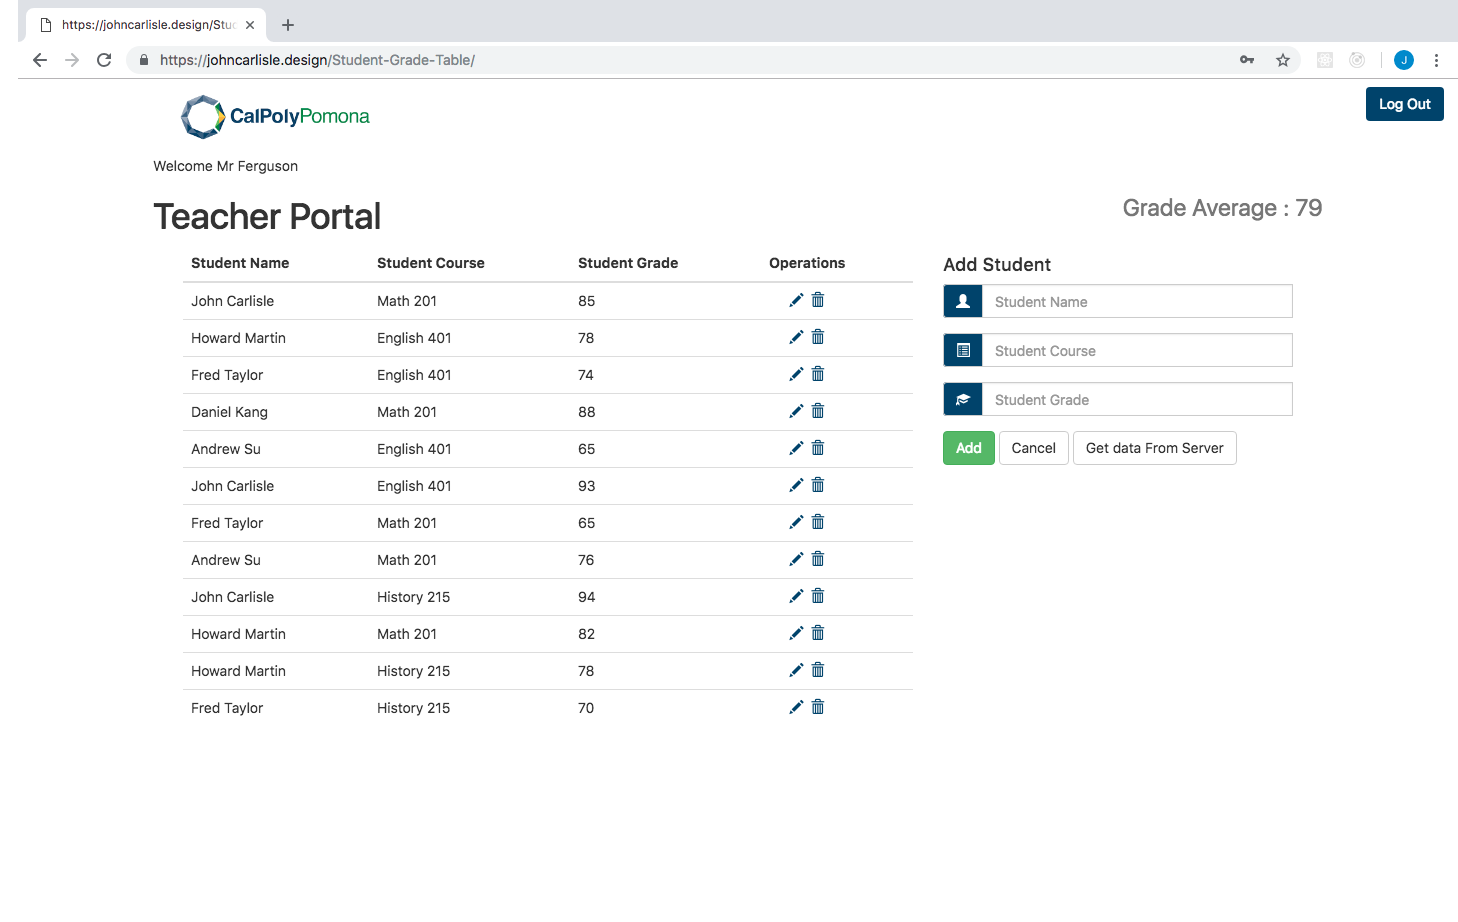 https://johncarlisle.design/Stu
https://johncarlisle.design/Student-Grade-Table/
J
CalPolyPomona
Log Out
Welcome Mr Ferguson
Teacher Portal
Grade Average : 79
Student Name Student Course Student Grade Operations
John Carlisle Math 201 85
Howard Martin English 401 78
Fred Taylor English 401 74
Daniel Kang Math 201 88
Andrew Su English 401 65
John Carlisle English 401 93
Fred Taylor Math 201 65
Andrew Su Math 201 76
John Carlisle History 215 94
Howard Martin Math 201 82
Howard Martin History 215 78
Fred Taylor History 215 70
Add Student
Student Name
Student Course
Student Grade
Add Cancel Get data From Server